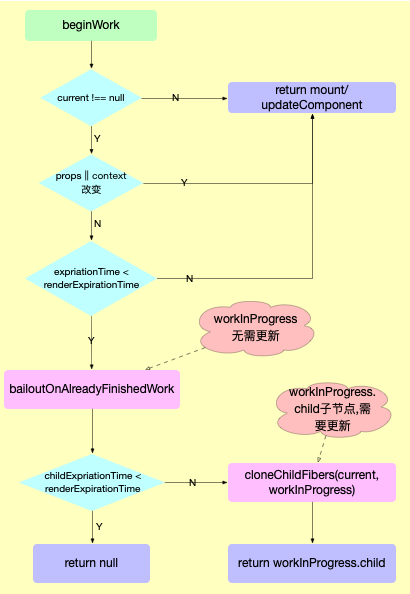 beginWork
current !== null
N
return mount/
updateComponent
Y
props || context
改变
Y
N
expriationTime <
renderExpirationTime
N
workInProgress
无需更新
Y
bailoutOnAlreadyFinishedWork
workInProgress.
child子节点,需
要更新
childExpriationTime <
renderExpirationTime
N
cloneChildFibers(current,
workInProgress)
Y
return null
return workInProgress.child